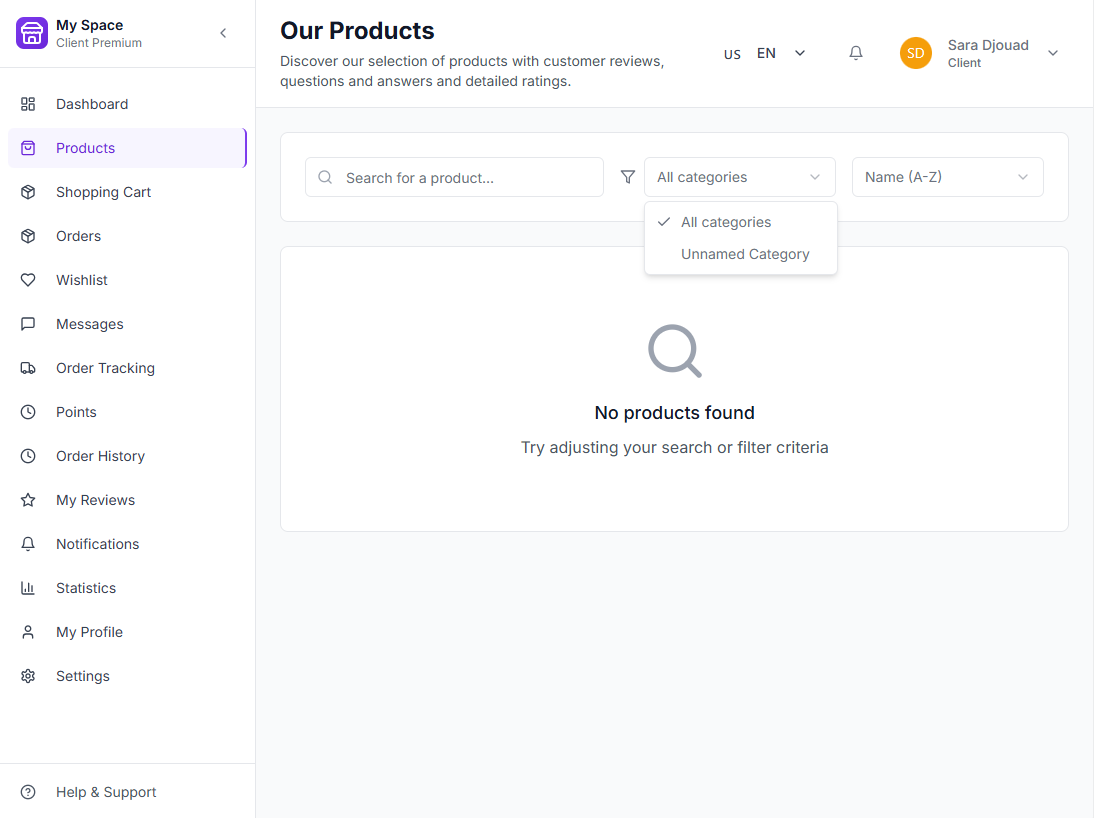 My Space
Client Premium
Dashboard
Products
Shopping Cart
Orders
Wishlist
Messages
Order Tracking
Points
Order History
My Reviews
Notifications
Statistics
My Profile
Settings
Help & Support
Our Products
Discover our selection of products with customer reviews,
questions and answers and detailed ratings.
US EN
SD
Sara Djouad
Client
Search for a product...
All categories
Name (A-Z)
All categories
Unnamed Category
No products found
Try adjusting your search or filter criteria